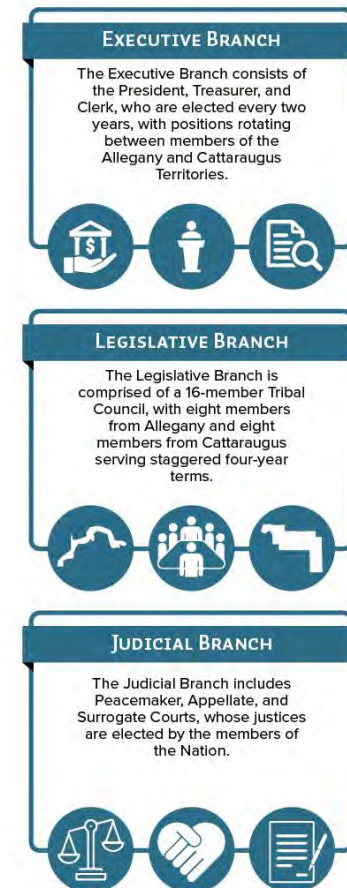 EXECUTIVE BRANCH
The Executive Branch consists of
the President, Treasurer, and
Clerk, who are elected every two
years, with positions rotating
between members of the
Allegany and Cattaraugus
Territories.
$
LEGISLATIVE BRANCH
The Legislative Branch is
comprised of a 16-member Tribal
Council, with eight members
from Allegany and eight
members from Cattaraugus
serving staggered four-year
terms.
JUDICIAL BRANCH
The Judicial Branch includes
Peacemaker, Appellate, and
Surrogate Courts, whose justices
are elected by the members of
the Nation.